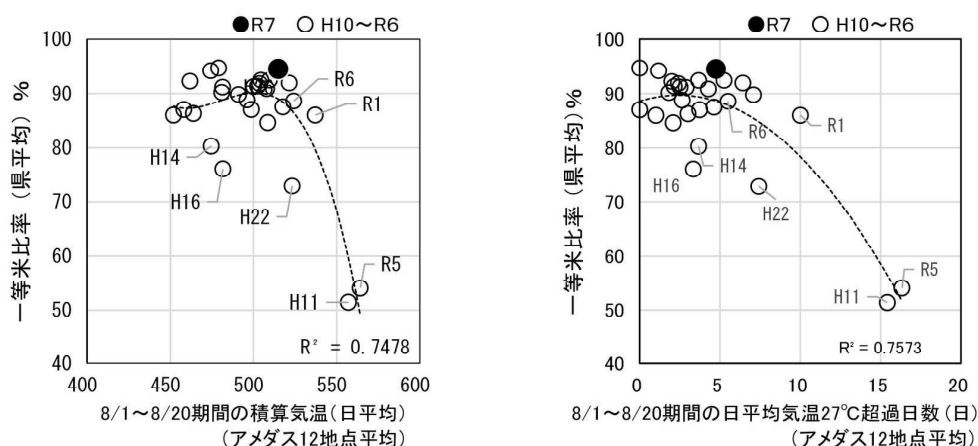 ●R7 ○H10～R6
一等米比率（県平均）%
100
90
80
70
60
50
40
R6
R1
H14
H16
H22
R5
H11
R² = 0.7478
400
450
500
550
600
8/1～8/20期間の積算気温(日平均)
(アメダス12地点平均)
●R7 ○H10～R6
一等米比率（県平均）%
100
90
80
70
60
50
40
R6
R1
H14
H16
H22
R5
H11
R² = 0.7573
0
5
10
15
20
8/1～8/20期間の日平均気温27℃超過日数(日)
(アメダス12地点平均)